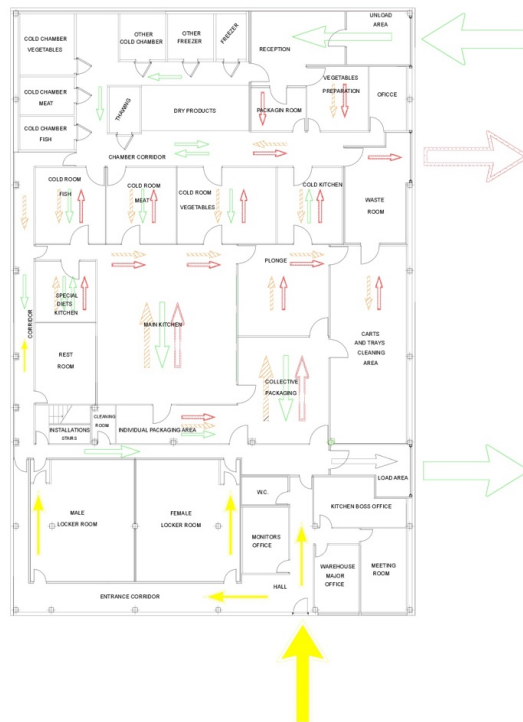 UNLOAD
AREA
COLD CHAMBER
VEGETABLES
OTHER
COLD CHAMBER
OTHER
FREEZER
FREEZER
RECEPTION
VEGETABLES
PREPARATION
OFICCE
COLD CHAMBER
MEAT
THAWING
DRY PRODUCTS
PACKAGIN ROOM
COLD CHAMBER
FISH
CHAMBER CORRIDOR
COLD ROOM
FISH
COLD ROOM
MEAT
COLD ROOM
VEGETABLES
COLD KITCHEN
WASTE
ROOM
PLONGE
SPECIAL
DIETS
KITCHEN
CORRIDOR
MAIN KITCHEN
CARTS
AND TRAYS
CLEANING
AREA
REST
ROOM
COLLECTIVE
PACKAGING
CLEANING
ROOM
INSTALLATIONS
STAIRS
INDIVIDUAL PACKAGING AREA
LOAD AREA
W.C.
KITCHEN BOSS OFFICE
MALE
LOCKER ROOM
FEMALE
LOCKER ROOM
MONITORS
OFFICE
WAREHOUSE
MAJOR
OFFICE
MEETING
ROOM
HALL
ENTRANCE CORRIDOR